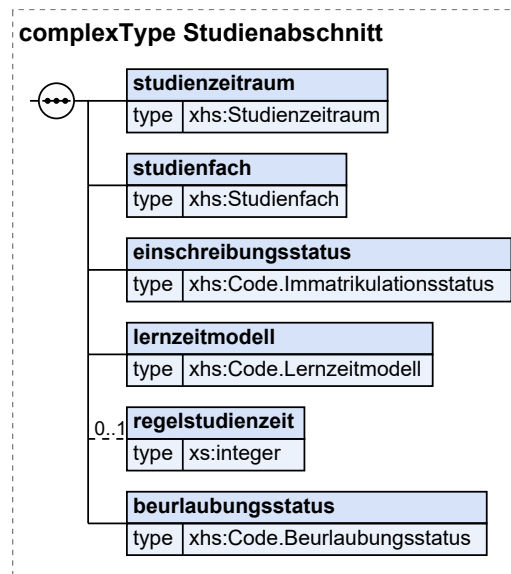 complexType Studienabschnitt
studienzeitraum
type xhs:Studienzeitraum
studienfach
type xhs:Studienfach
einschreibungsstatus
type xhs:Code.Immatrikulationsstatus
lernzeitmodell
type xhs:Code.Lernzeitmodell
0..1 regelstudienzeit
type xs:integer
beurlaubungsstatus
type xhs:Code.Beurlaubungsstatus